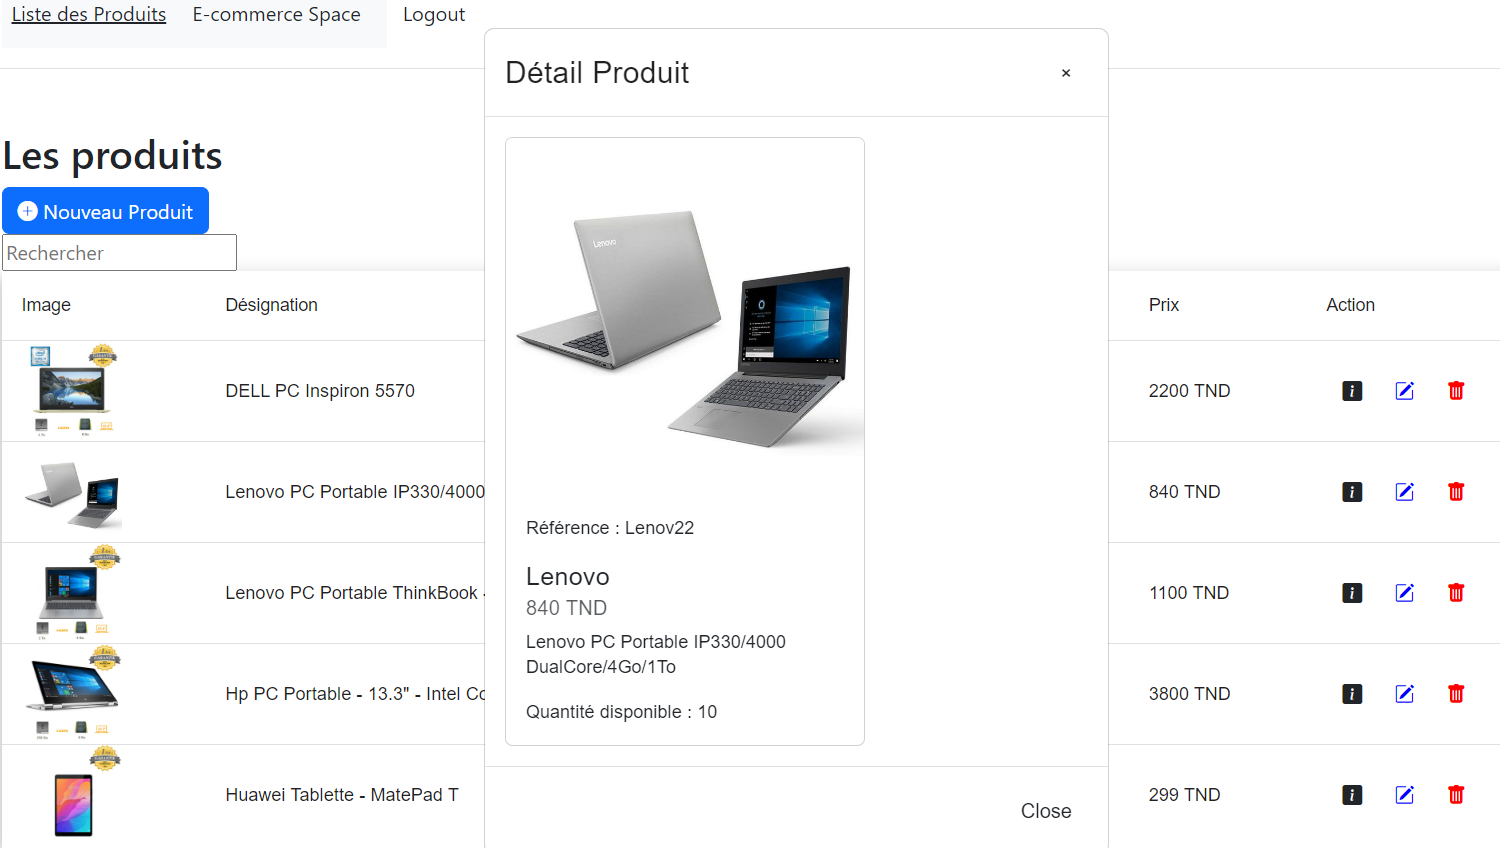 Liste des Produits E-commerce Space Logout
Détail Produit ×
Les produits
Nouveau Produit
Rechercher
Image Désignation Prix Action
DELL PC Inspiron 5570 2200 TND
Lenovo PC Portable IP330/4000 840 TND
Lenovo PC Portable ThinkBook 1100 TND
Hp PC Portable - 13.3" - Intel 3800 TND
Huawei Tablette - MatePad T 299 TND
Lenovo
Référence : Lenov22
Lenovo
840 TND
Lenovo PC Portable IP330/4000
DualCore/4Go/1To
Quantité disponible : 10
Close